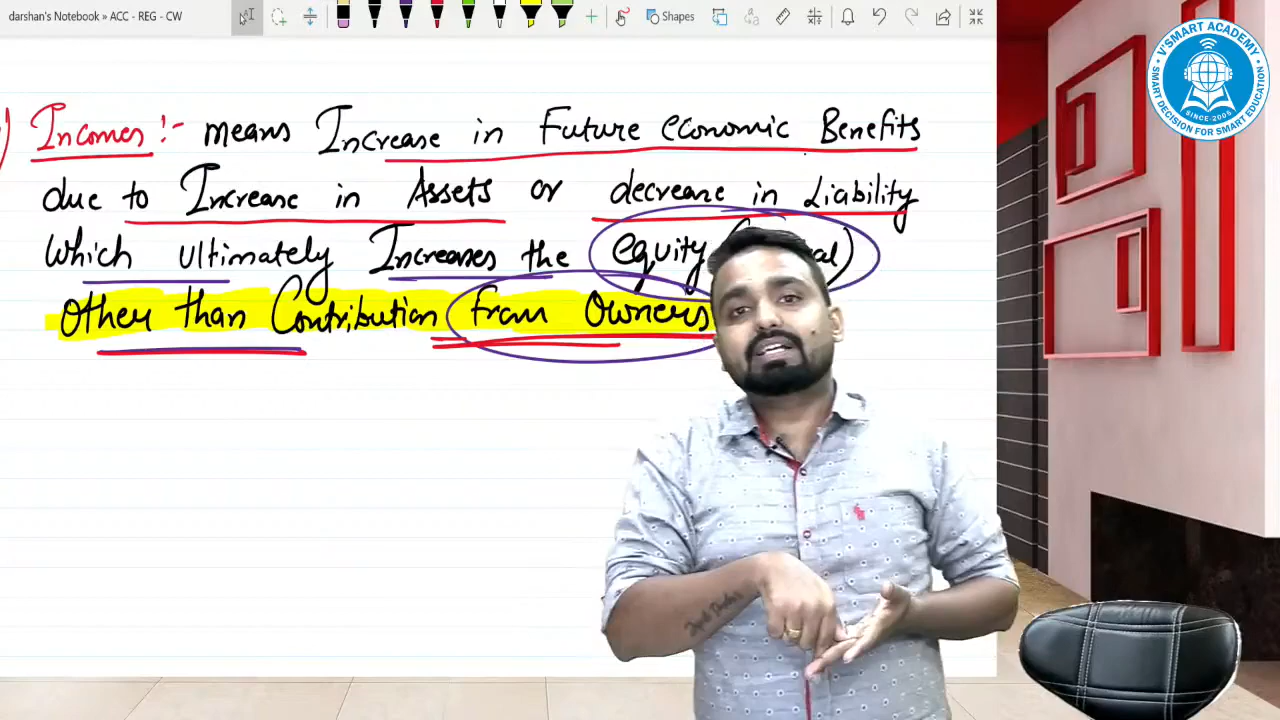 darshan's Notebook » ACC - REG - CW
Shapes
V'SMART ACADEMY
SMART DECISION FOR SMART EDUCATION
SINCE-2005
Incomes :- means Increase in Future economic Benefits
due to Increase in Assets or decrease in Liability
which ultimately Increases the equity
Other than Contribution from Owners